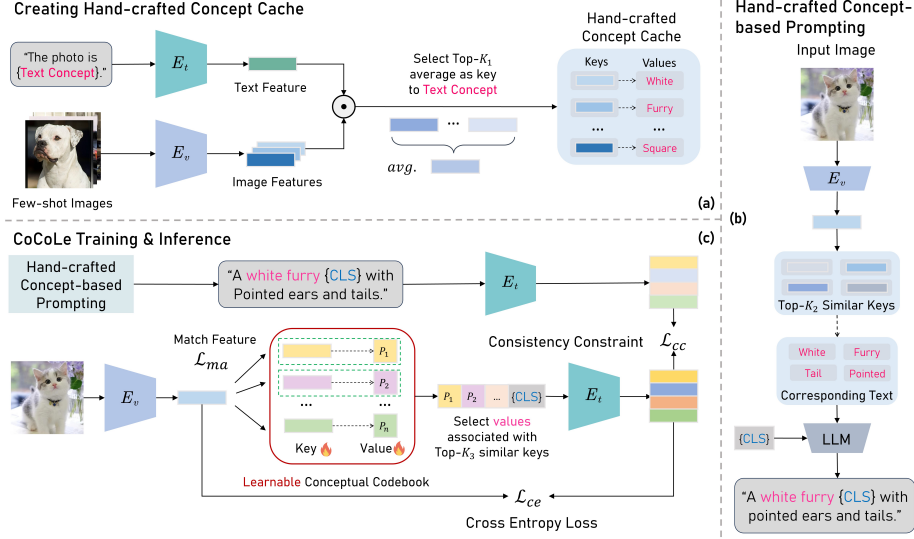 Creating Hand-crafted Concept Cache
"The photo is
{Text Concept}."
E_t
Text Feature
Few-shot Images
E_v
Image Features
Select Top-K_1
average as key
to Text Concept
...
avg.
Hand-crafted
Concept Cache
Keys
Values
White
Furry
...
...
Square
(a)
Hand-crafted Concept-
based Prompting
Input Image
E_v
Top-K_2 Similar Keys
White
Furry
Tail
Pointed
Corresponding Text
{CLS}
LLM
"A white furry {CLS} with
pointed ears and tails."
(b)
CoCoLe Training & Inference
(c)
Hand-crafted
Concept-based
Prompting
"A white furry {CLS} with
Pointed ears and tails."
E_t
Consistency Constraint
ℒ_cc
E_v
Match Feature
ℒ_ma
P_1
P_2
...
...
P_n
Key
Value
Learnable Conceptual Codebook
P_1
P_2
...
{CLS}
Select values
associated with
Top-K_3 similar keys
E_t
ℒ_ce
Cross Entropy Loss